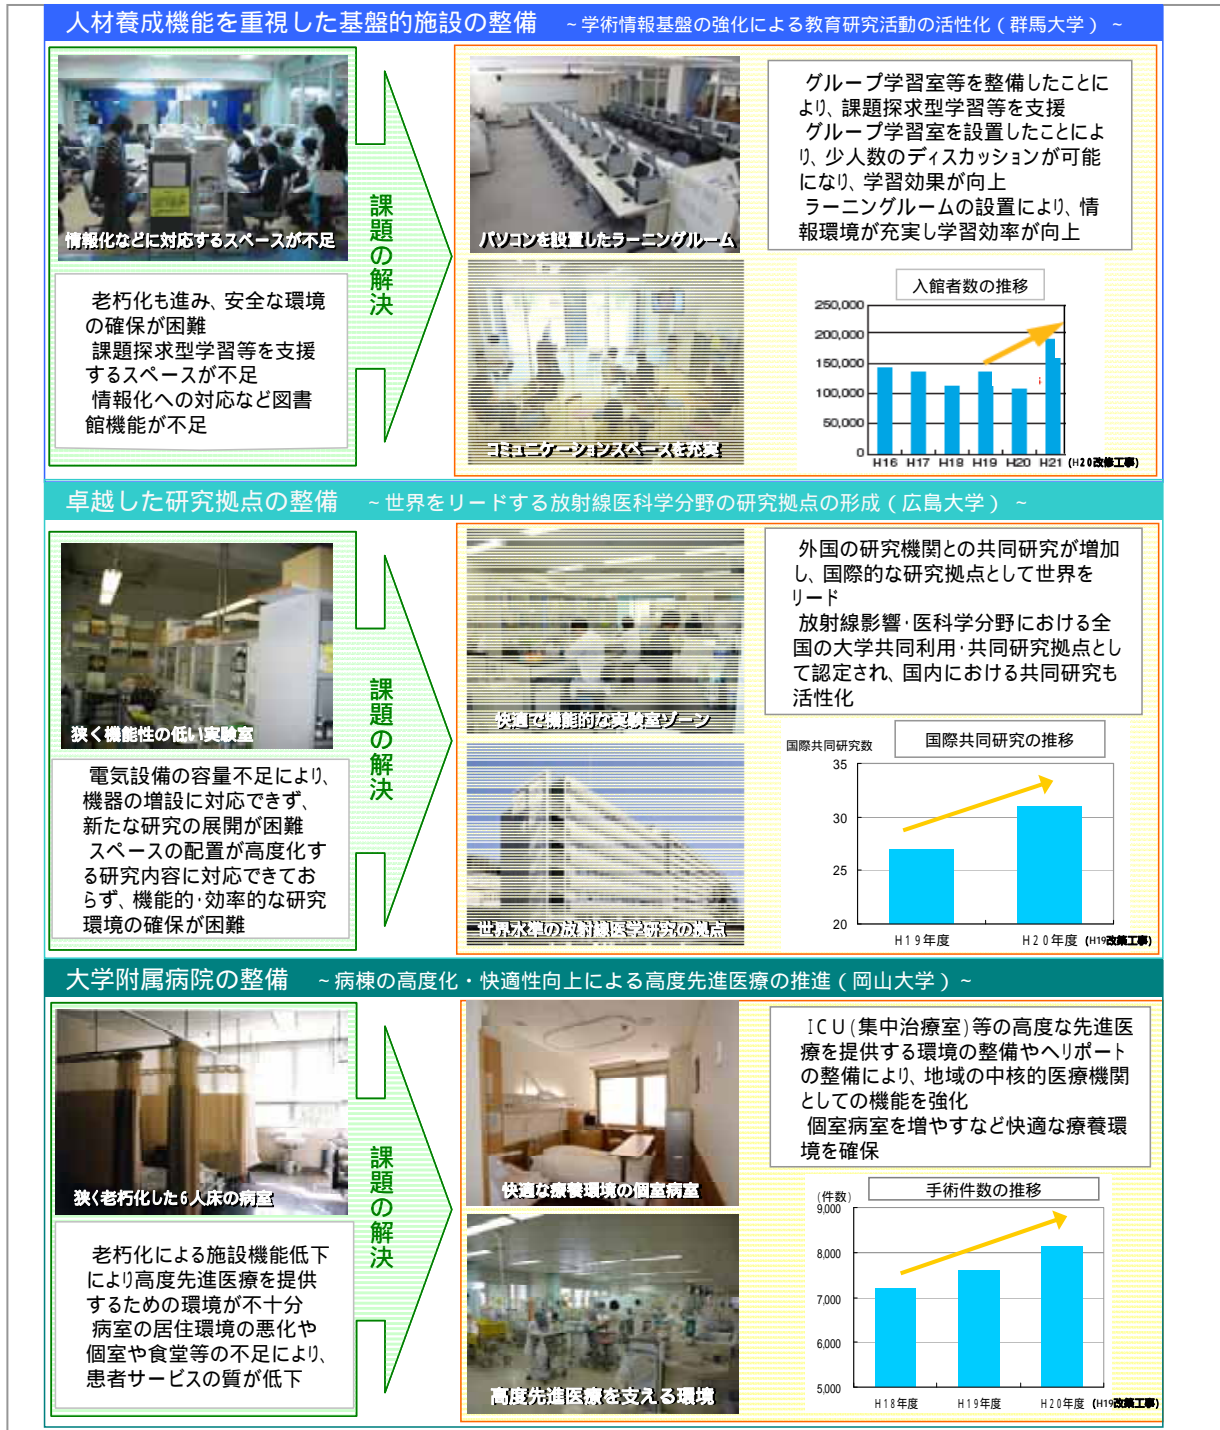 人材養成機能を重視した基盤的施設の整備　~学術情報基盤の強化による教育研究活動の活性化(群馬大学)~
情報化などに対応するスペースが不足
老朽化も進み、安全な環境
の確保が困難
課題探求型学習等を支援
するスペースが不足
情報化への対応など図書
館機能が不足
課題の解決
パソコンを設置したラーニングルーム
コミュニケーションスペースを充実
グループ学習室等を整備したことに
より、課題探求型学習等を支援
グループ学習室を設置したことによ
り、少人数のディスカッションが可能
になり、学習効果が向上
ラーニングルームの設置により、情
報環境が充実し学習効率が向上
入館者数の推移
250,000
200,000
150,000
100,000
50,000
0
H16 H17 H18 H19 H20 H21 (H20改修工事)
卓越した研究拠点の整備　~世界をリードする放射線医科学分野の研究拠点の形成(広島大学)~
狭く機能性の低い実験室
電気設備の容量不足により、
機器の増設に対応できず、
新たな研究の展開が困難
スペースの配置が高度化す
る研究内容に対応できてお
らず、機能的・効率的な研究
環境の確保が困難
課題の解決
快適で機能的な実験室ゾーン
世界水準の放射線医学研究の拠点
外国の研究機関との共同研究が増加
し、国際的な研究拠点として世界を
リード
放射線影響・医科学分野における全
国の大学共同利用・共同研究拠点とし
て認定され、国内における共同研究も
活性化
国際共同研究数
国際共同研究の推移
35
30
25
20
H19年度 H20年度 (H19改築工事)
大学附属病院の整備　~病棟の高度化・快適性向上による高度先進医療の推進(岡山大学)~
狭く老朽化した6人床の病室
老朽化による施設機能低下
により高度先進医療を提供
するための環境が不十分
病室の居住環境の悪化や
個室や食堂等の不足により、
患者サービスの質が低下
課題の解決
快適な療養環境の個室病室
高度先進医療を支える環境
ICU(集中治療室)等の高度な先進医
療を提供する環境の整備やヘリポート
の整備により、地域の中核的医療機関
としての機能を強化
個室病室を増やすなど快適な療養環
境を確保
(件数)
手術件数の推移
9,000
8,000
7,000
6,000
5,000
H18年度 H19年度 H20年度 (H19改築工事)